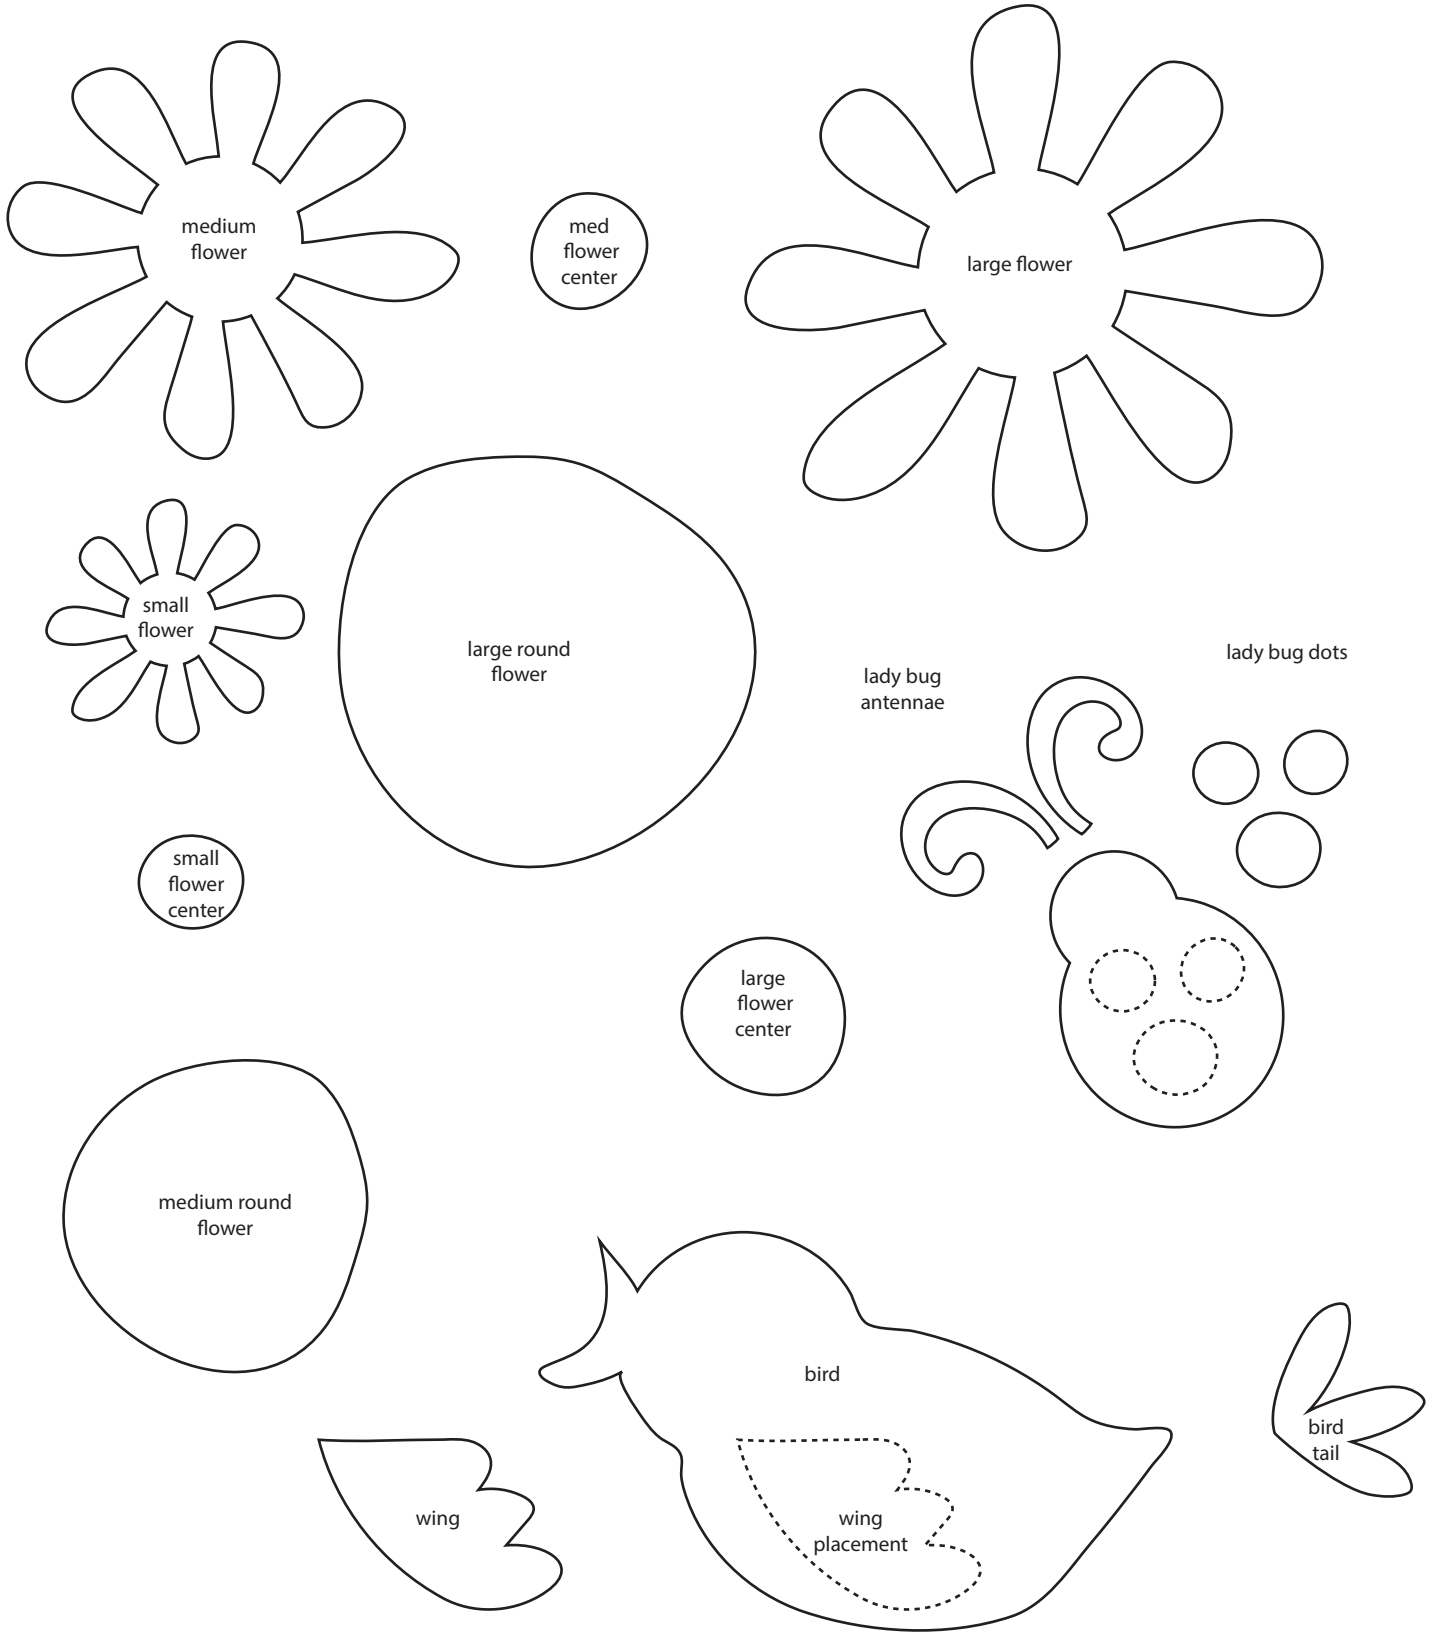 medium
flower
med
flower
center
large flower
small
flower
large round
flower
lady bug
antennae
lady bug dots
small
flower
center
large
flower
center
medium round
flower
bird
bird
tail
wing
wing
placement